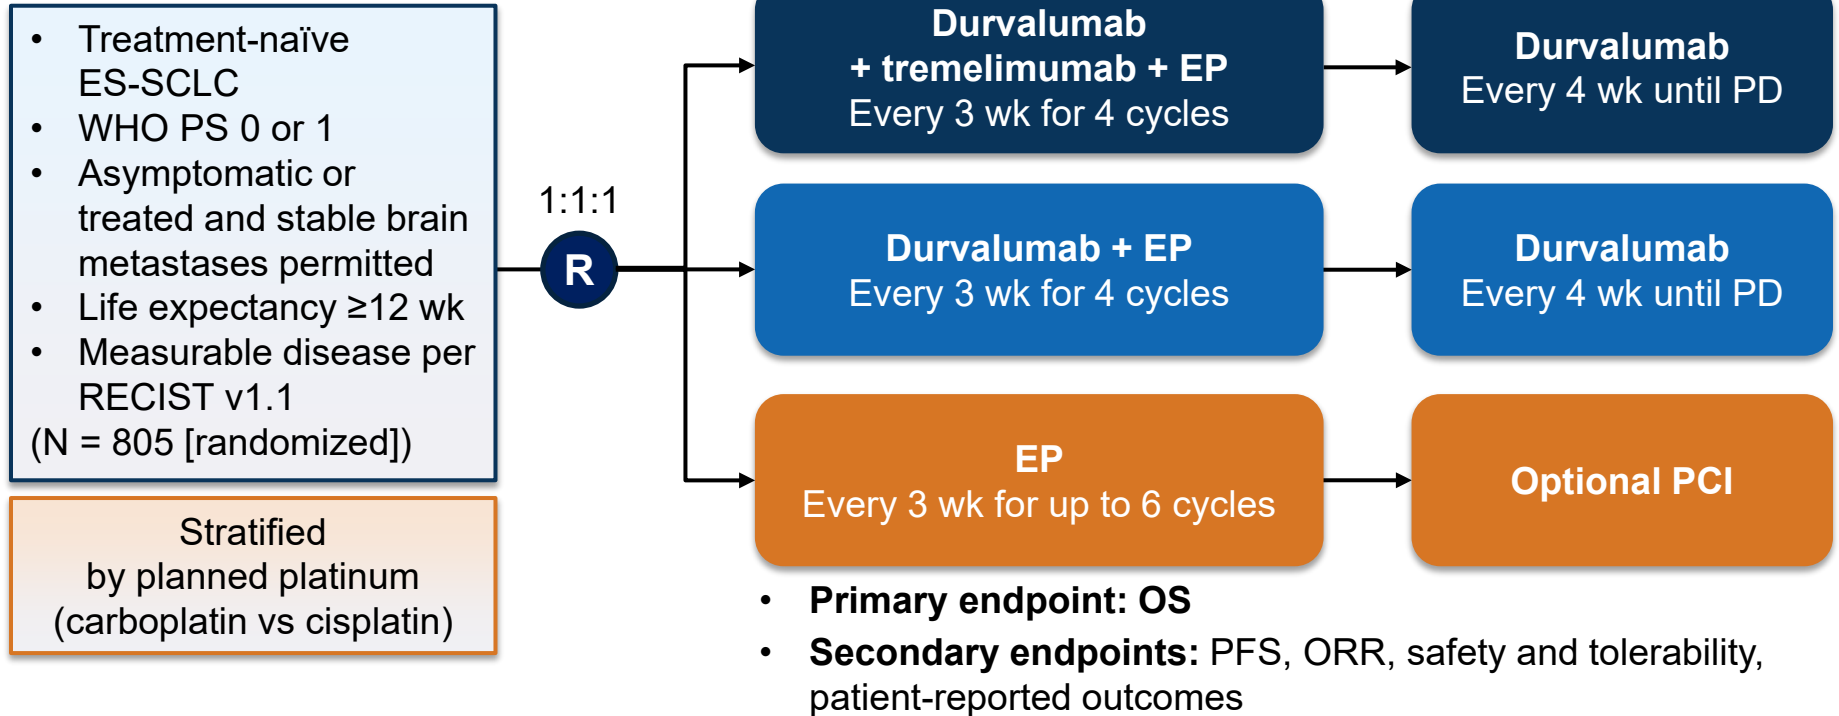 • Treatment-naïve
ES-SCLC
• WHO PS 0 or 1
• Asymptomatic or
treated and stable brain
metastases permitted
• Life expectancy ≥12 wk
• Measurable disease per
RECIST v1.1
(N = 805 [randomized])
Stratified
by planned platinum
(carboplatin vs cisplatin)
1:1:1
R
Durvalumab
+ tremelimumab + EP
Every 3 wk for 4 cycles
Durvalumab
Every 4 wk until PD
Durvalumab + EP
Every 3 wk for 4 cycles
Durvalumab
Every 4 wk until PD
EP
Every 3 wk for up to 6 cycles
Optional PCI
• Primary endpoint: OS
• Secondary endpoints: PFS, ORR, safety and tolerability,
patient-reported outcomes